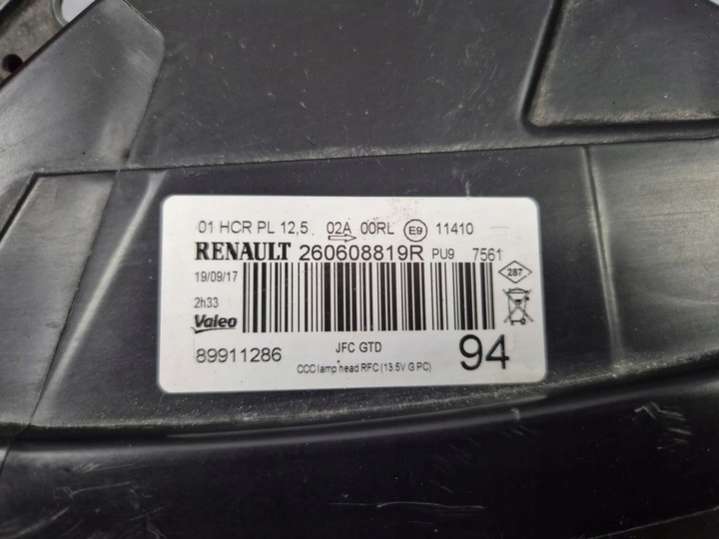 01 HCR PL 12,5 02A 00RL E9 11410
RENAULT 260608819R PU9 7561
19/09/17
287
2h33
Valeo
JFC GTD
89911286
94
CCC lamp head RFC (13.5V G PC)